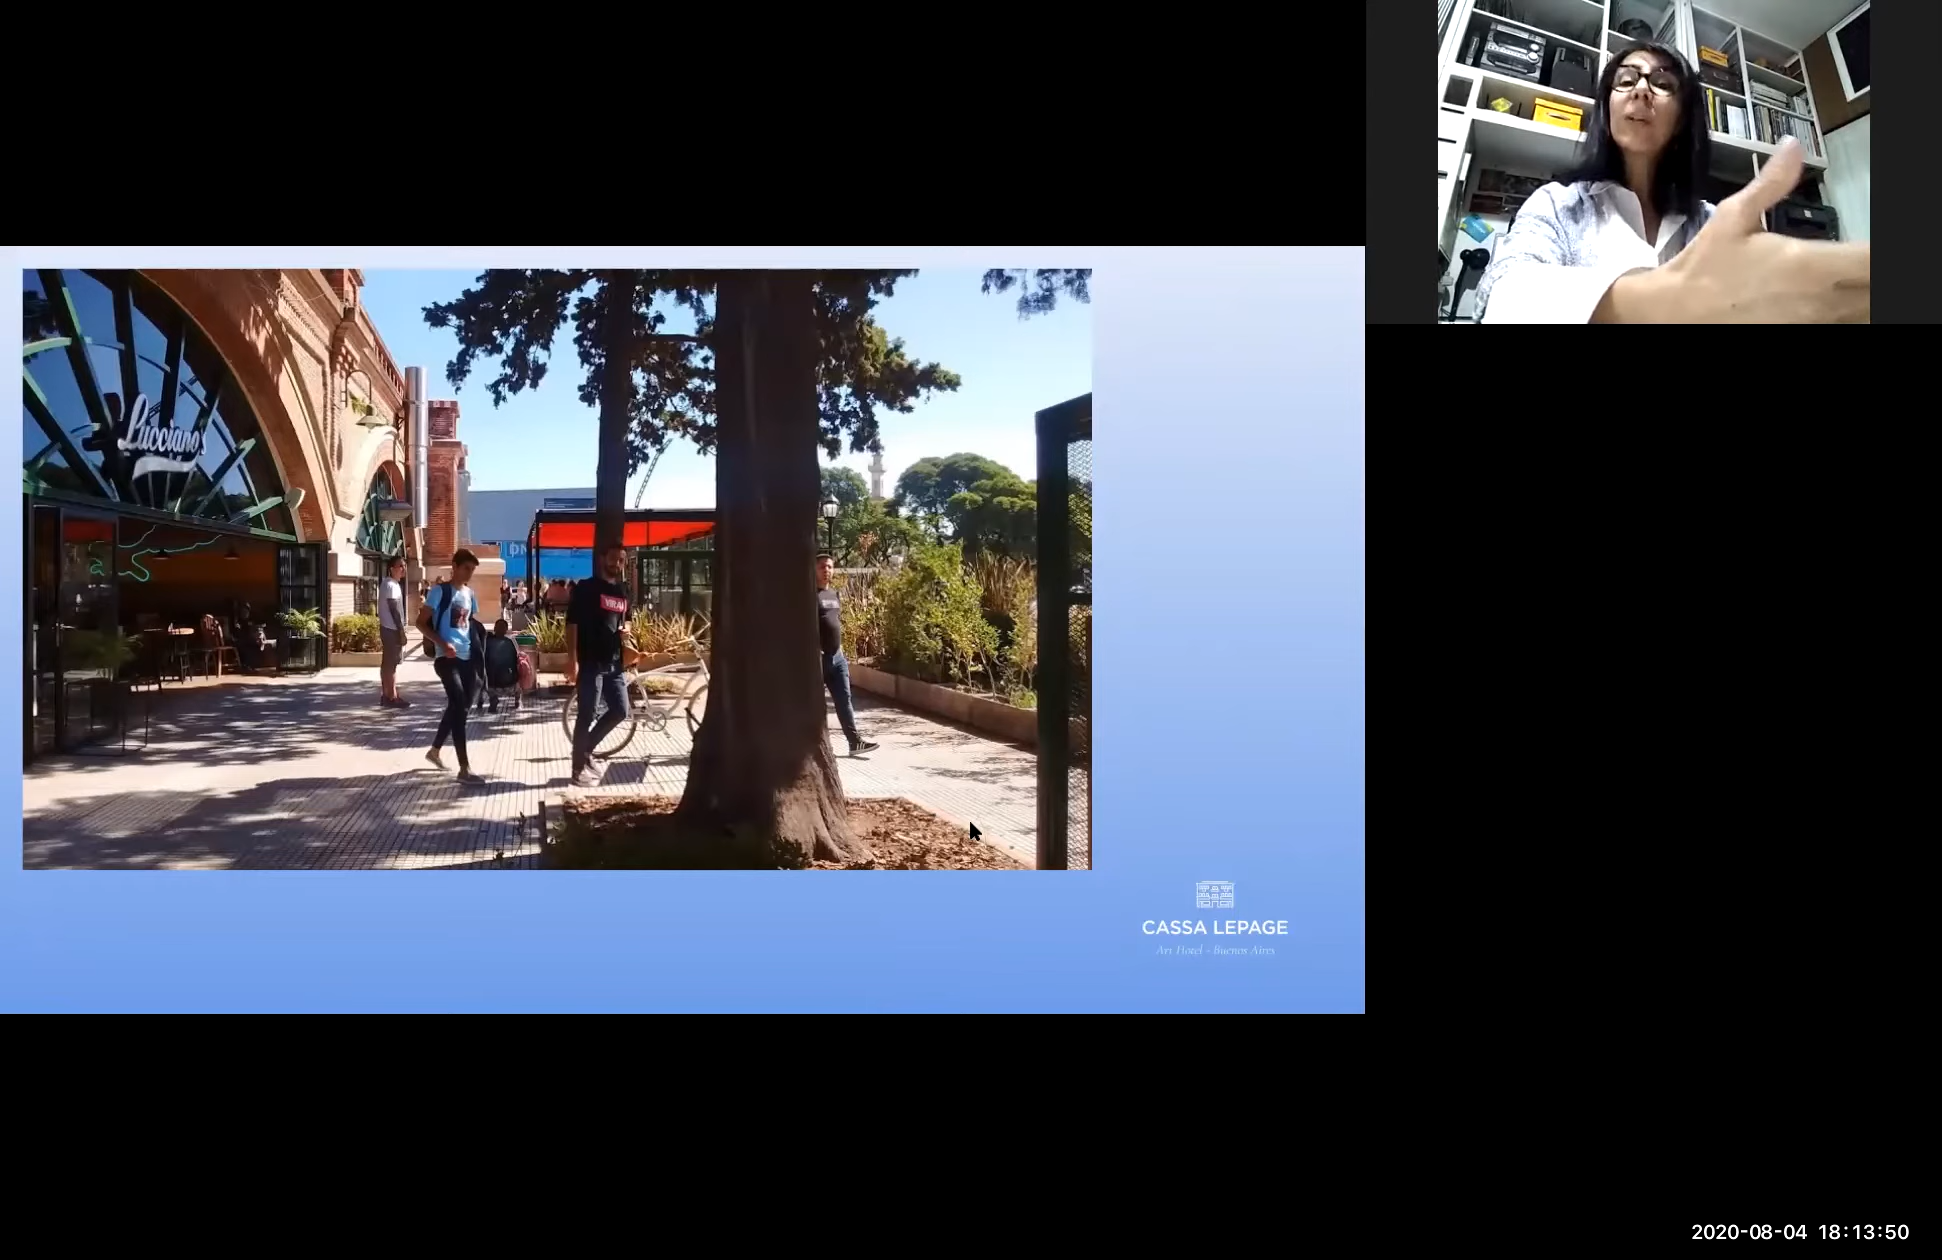 Lucciano's
CASSA LEPAGE
Art Hotel - Buenos Aires
2020-08-04 18:13:50